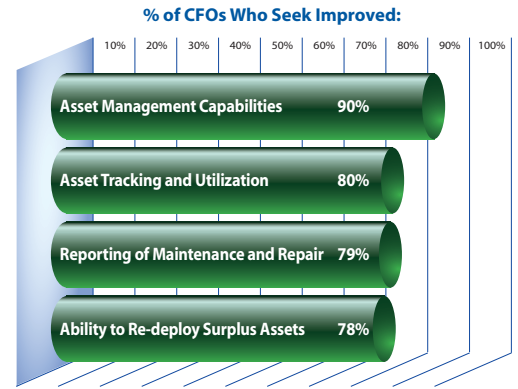 % of CFOs Who Seek Improved:
10% 20% 30% 40% 50% 60% 70% 80% 90% 100%
Asset Management Capabilities 90%
Asset Tracking and Utilization 80%
Reporting of Maintenance and Repair 79%
Ability to Re-deploy Surplus Assets 78%